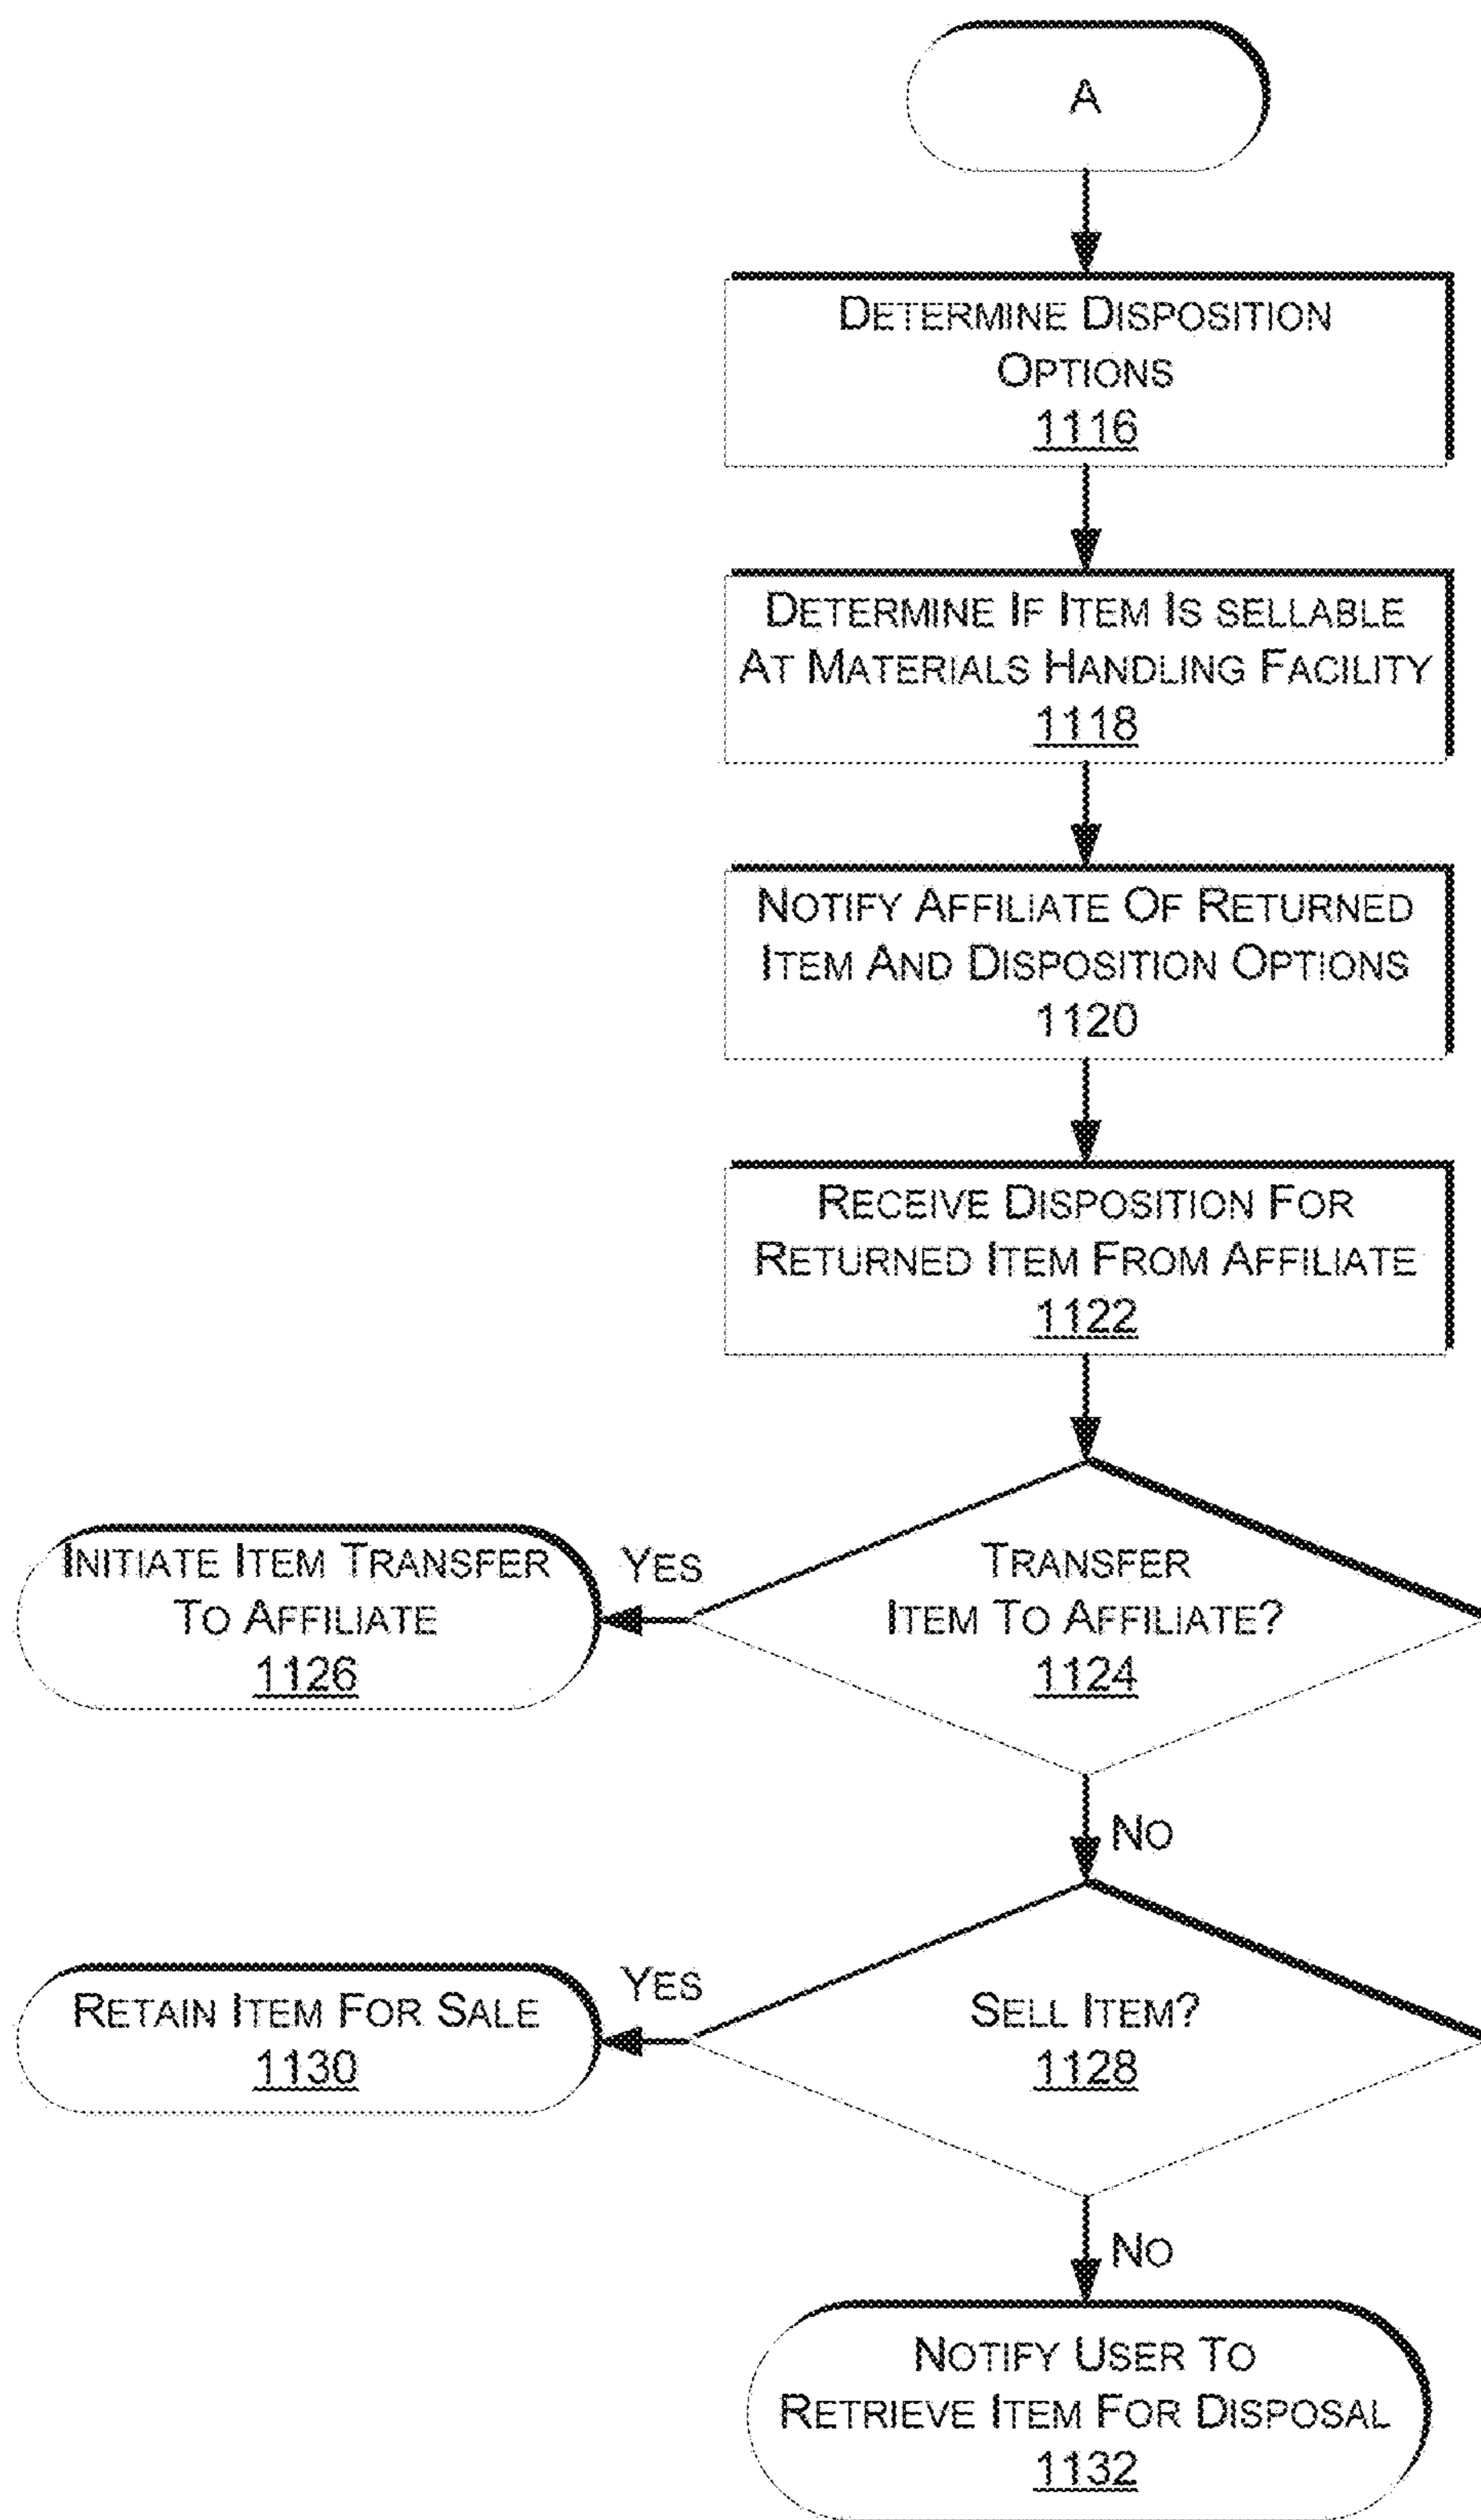 A
DETERMINE DISPOSITION
OPTIONS
1116
DETERMINE IF ITEM IS SELLABLE
AT MATERIALS HANDLING FACILITY
1118
NOTIFY AFFILIATE OF RETURNED
ITEM AND DISPOSITION OPTIONS
1120
RECEIVE DISPOSITION FOR
RETURNED ITEM FROM AFFILIATE
1122
INITIATE ITEM TRANSFER
TO AFFILIATE
1126
YES
TRANSFER
ITEM TO AFFILIATE?
1124
NO
RETAIN ITEM FOR SALE
1130
YES
SELL ITEM?
1128
NO
NOTIFY USER TO
RETRIEVE ITEM FOR DISPOSAL
1132